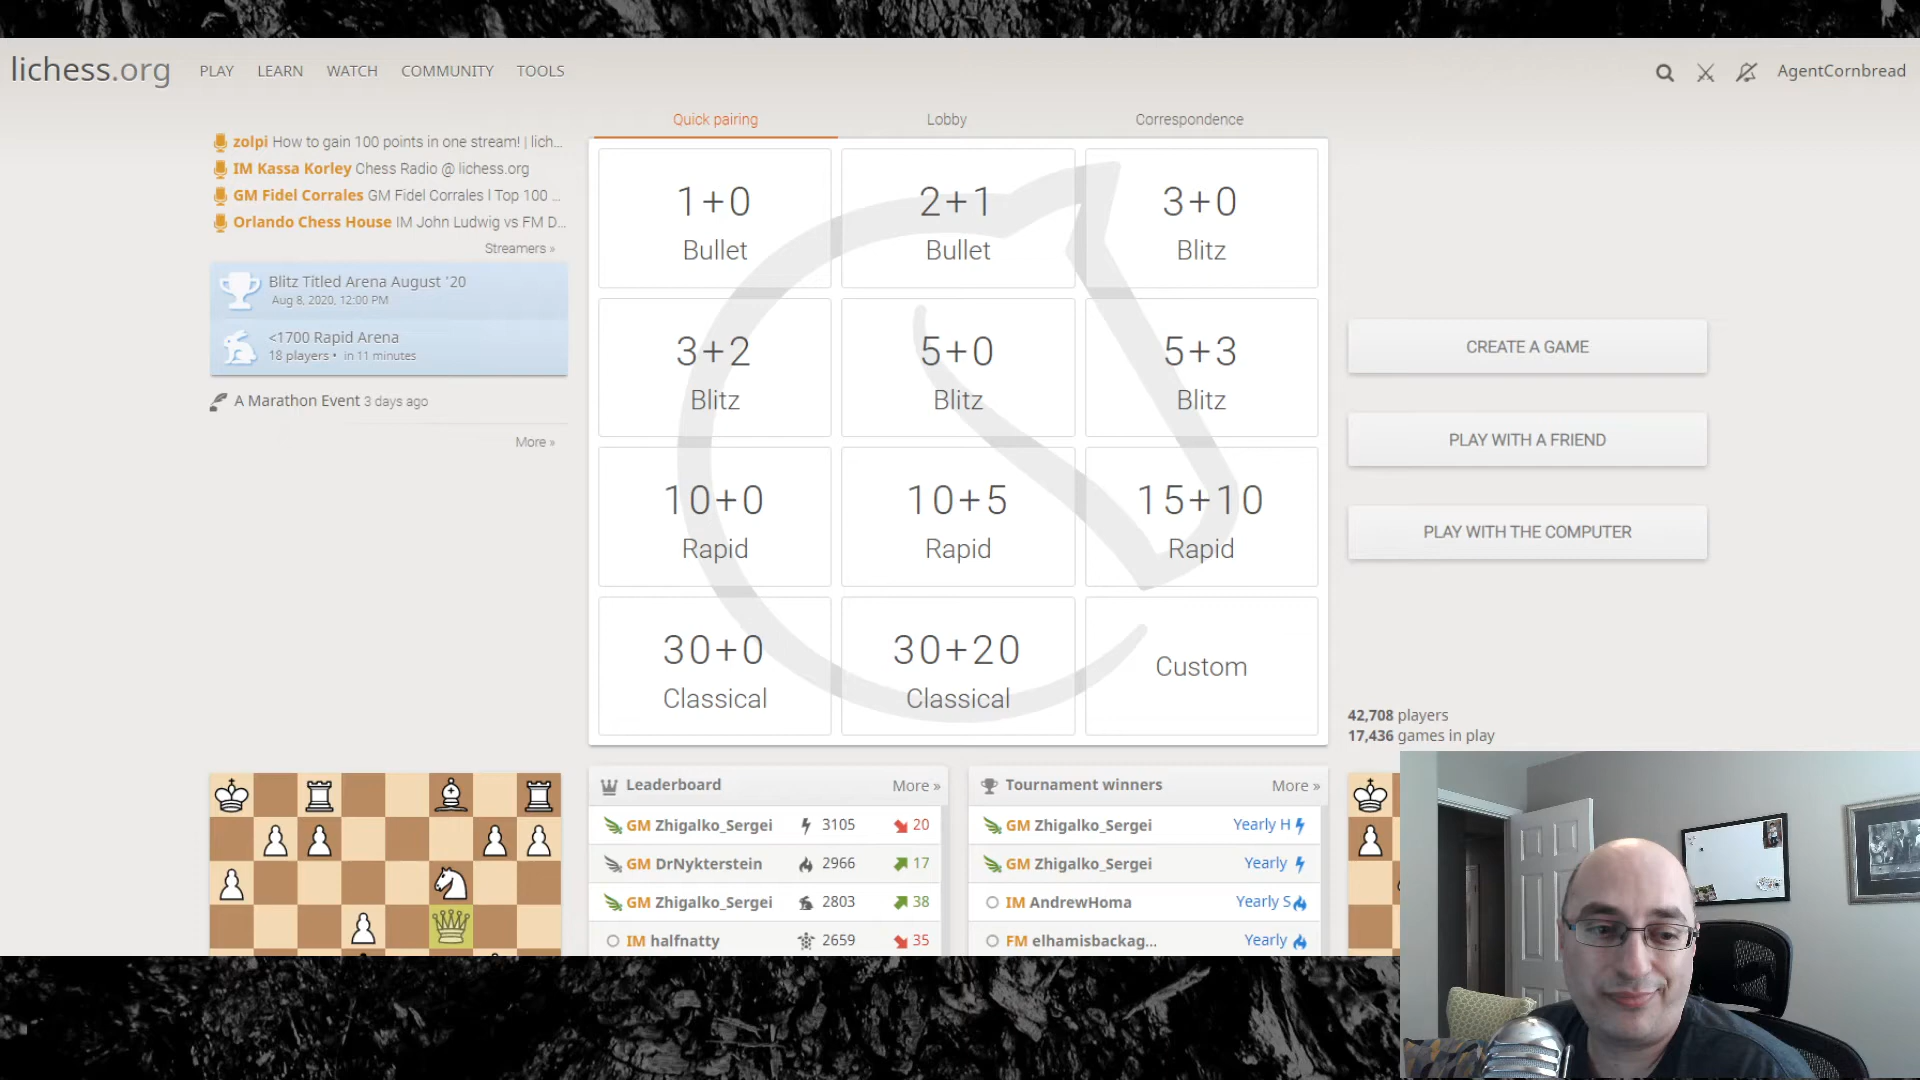 lichess.org PLAY LEARN WATCH COMMUNITY TOOLS AgentCornbread
zolpi How to gain 100 points in one stream! | lich...
IM Kassa Korley Chess Radio @ lichess.org
GM Fidel Corrales GM Fidel Corrales l Top 100 ...
Orlando Chess House IM John Ludwig vs FM D...
Streamers »
Blitz Titled Arena August '20
Aug 8, 2020, 12:00 PM
<1700 Rapid Arena
18 players • in 11 minutes
A Marathon Event 3 days ago
More »
Quick pairing Lobby Correspondence
1+0 2+1 3+0
Bullet Bullet Blitz
3+2 5+0 5+3
Blitz Blitz Blitz
10+0 10+5 15+10
Rapid Rapid Rapid
30+0 30+20 Custom
Classical Classical
CREATE A GAME
PLAY WITH A FRIEND
PLAY WITH THE COMPUTER
42,708 players
17,436 games in play
Leaderboard More »
GM Zhigalko_Sergei 3105 20
GM DrNykterstein 2966 17
GM Zhigalko_Sergei 2803 38
IM halfnatty 2659 35
Tournament winners More »
GM Zhigalko_Sergei Yearly H
GM Zhigalko_Sergei Yearly
IM AndrewHoma Yearly S
FM elhamisbackag... Yearly